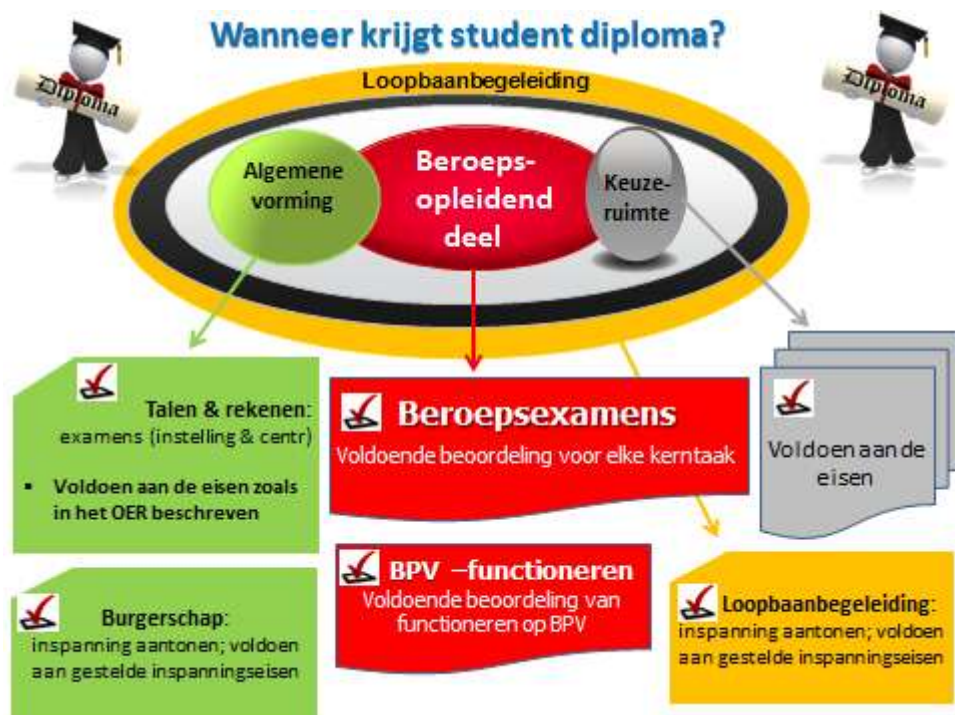 Wanneer krijgt student diploma?
Diploma
Diploma
Loopbaanbegeleiding
Algemene
vorming
Beroeps-
opleidend
deel
Keuze-
ruimte
Talen & rekenen:
examens (instelling & centr)
▪ Voldoen aan de eisen zoals
in het OER beschreven
Beroepsexamens
Voldoende beoordeling voor elke kerntaak
Voldoen aan de
eisen
Burgerschap:
inspanning aantonen; voldoen
aan gestelde inspanningseisen
BPV –functioneren
Voldoende beoordeling van
functioneren op BPV
Loopbaanbegeleiding:
inspanning aantonen; voldoen
aan gestelde inspanningseisen